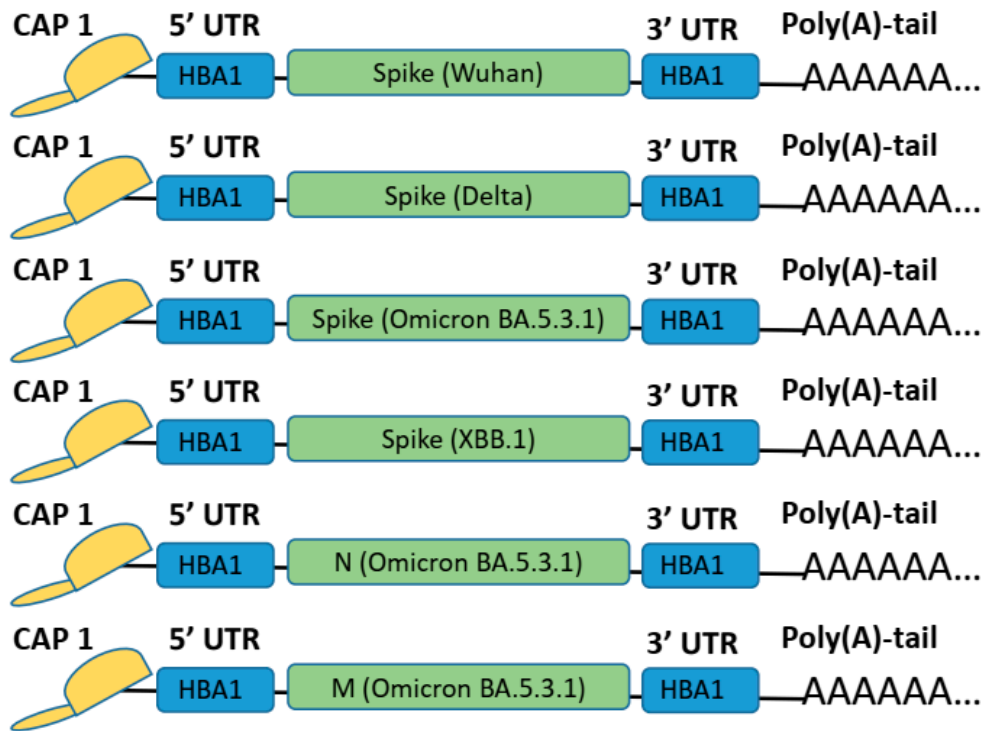 CAP 1 5’ UTR 3’ UTR Poly(A)-tail
HBA1 Spike (Wuhan) HBA1 AAAAAA...
CAP 1 5’ UTR 3’ UTR Poly(A)-tail
HBA1 Spike (Delta) HBA1 AAAAAA...
CAP 1 5’ UTR 3’ UTR Poly(A)-tail
HBA1 Spike (Omicron BA.5.3.1) HBA1 AAAAAA...
CAP 1 5’ UTR 3’ UTR Poly(A)-tail
HBA1 Spike (XBB.1) HBA1 AAAAAA...
CAP 1 5’ UTR 3’ UTR Poly(A)-tail
HBA1 N (Omicron BA.5.3.1) HBA1 AAAAAA...
CAP 1 5’ UTR 3’ UTR Poly(A)-tail
HBA1 M (Omicron BA.5.3.1) HBA1 AAAAAA...